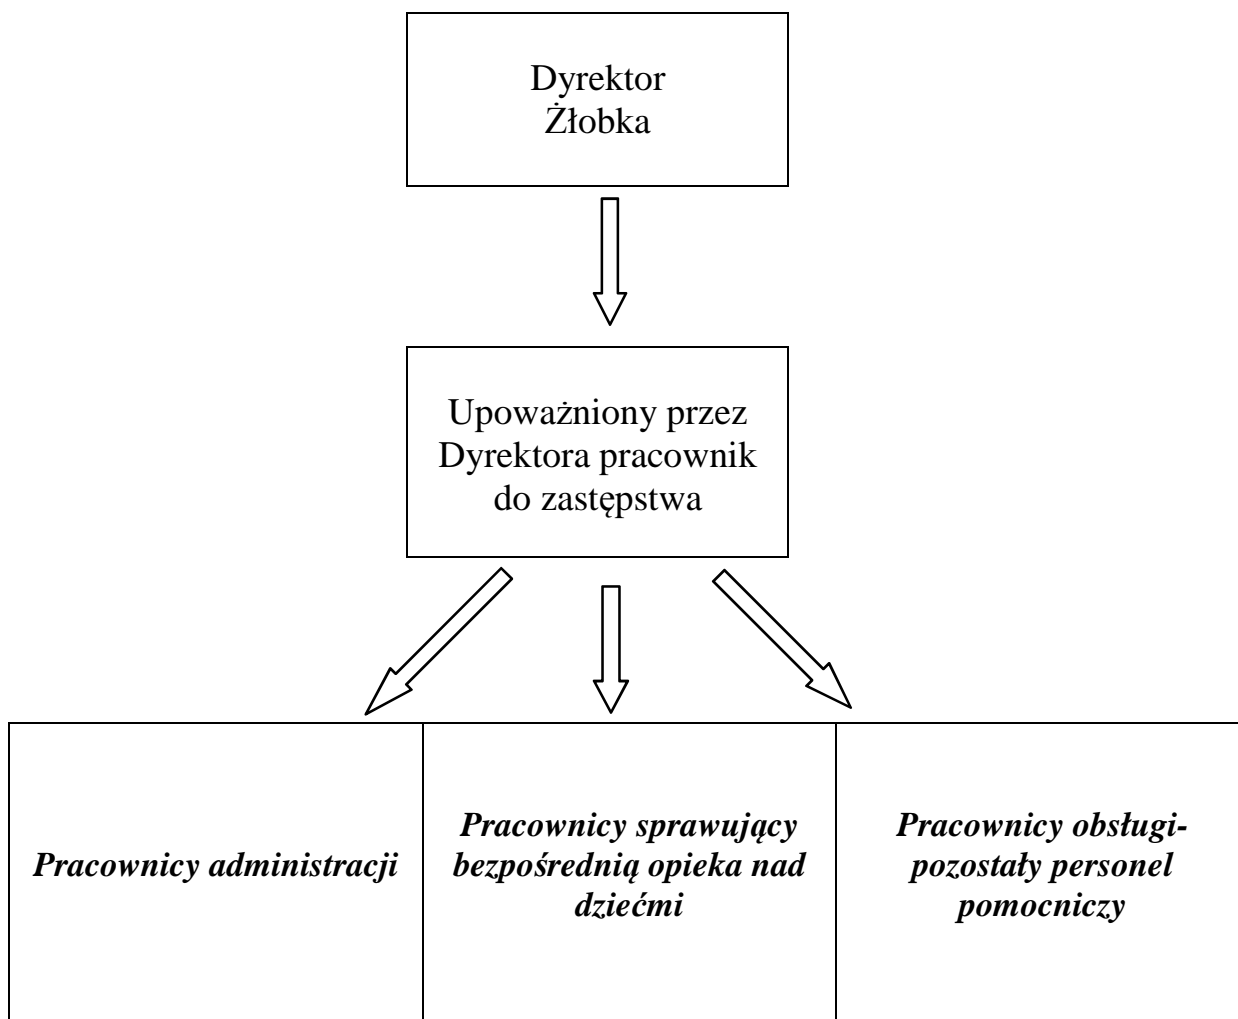 Dyrektor
Żłobka
Upoważniony przez
Dyrektora pracownik
do zastępstwa
Pracownicy administracji
Pracownicy sprawujący
bezpośrednią opieka nad
dziećmi
Pracownicy obsługi-
pozostały personel
pomocniczy